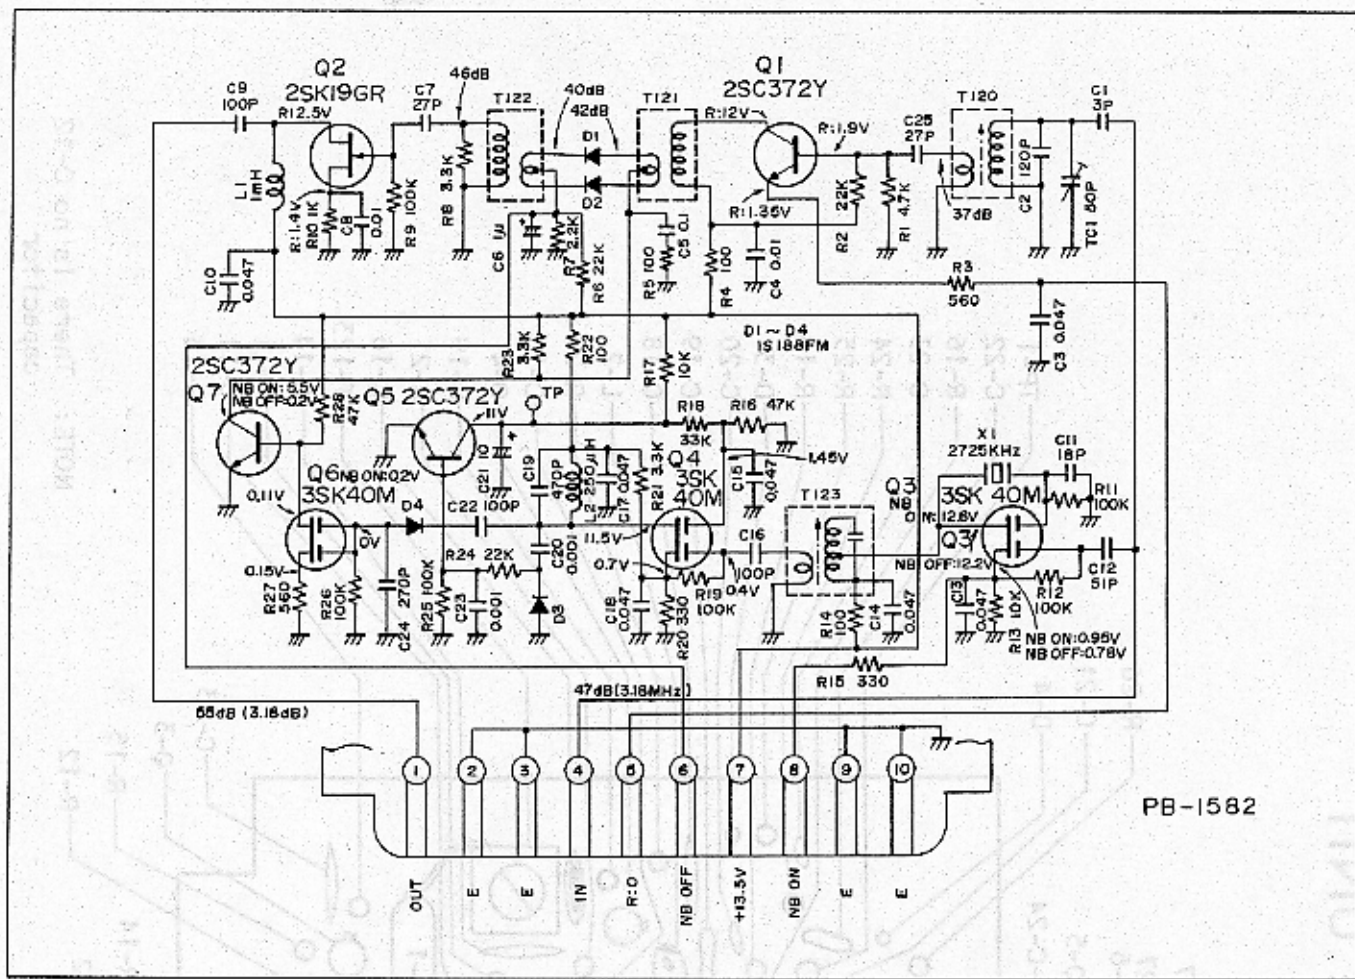 Q2
2SK19GR
C9
100P
R:12.5V
C7
27P
46dB
T122
40dB
42dB
D1
D2
T121
Q1
2SC372Y
R:12V
R:1.9V
R:1.35V
C25
27P
T120
C1
3P
120P
C2
TC1 50P
37dB
L1
1mH
R:1.4V
R10 1K
C8
0.01
R9 100K
R8 3.3K
C6
R7 2.2K
R6 22K
R5 100
C5 0.1
R4 100
C4 0.01
R2
22K
R1 4.7K
R3
560
C3 0.047
C10
0.047
D1 ~ D4
1S188FM
2SC372Y
NB ON:5.5V
NB OFF:0.2V
Q7
R28
47K
Q5 2SC372Y
11V
TP
R23
3.3K
R22
100
R17
10K
R18
33K
R16 47K
1.45V
X1
2725KHz
C11
18P
R11
100K
Q6
NB ON:0.2V
3SK40M
0.11V
0V
0.15V
D4
C22
100P
C21 10
C19
470P
L2 250µH
C17 0.047
R21 3.3K
Q4
3SK
40M
C15
0.047
T123
Q3
NB
ON:12.6V
3SK 40M
Q3
NB OFF:12.2V
C12
51P
11.5V
0.7V
C16
100P
0.4V
R27
560
R26
100K
C24
270P
R25 100K
R24 22K
C23
0.001
C20
0.001
D3
C18
0.047
R20 330
R19
100K
R14
100
C14
0.047
C13
0.047
R13 10K
R12
100K
NB ON:0.95V
NB OFF:0.78V
R15 330
55dB (3.18dB)
47dB(3.18MHz)
1 2 3 4 5 6 7 8 9 10
OUT
E
E
IN
R:O
NB OFF
+13.5V
NB ON
E
E
PB-1582
NOTE: There is no C-12
capacitor
UNIT